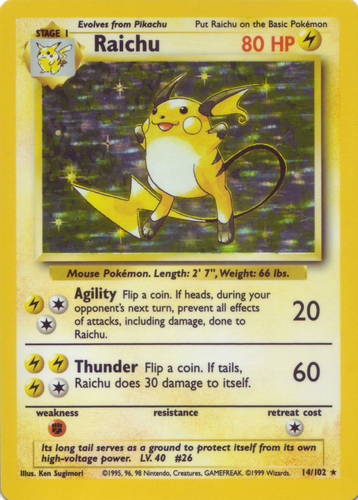 STAGE 1
Evolves from Pikachu
Put Raichu on the Basic Pokémon
Raichu
80 HP
Mouse Pokémon. Length: 2' 7", Weight: 66 lbs.
Agility Flip a coin. If heads, during your
opponent's next turn, prevent all effects
of attacks, including damage, done to
Raichu.
20
Thunder Flip a coin. If tails,
Raichu does 30 damage to itself.
60
weakness
resistance
retreat cost
Its long tail serves as a ground to protect itself from its own
high-voltage power. LV. 40 #26
Illus. Ken Sugimori
©1995, 96, 98 Nintendo, Creatures, GAMEFREAK. ©1999 Wizards.
14/102 ★